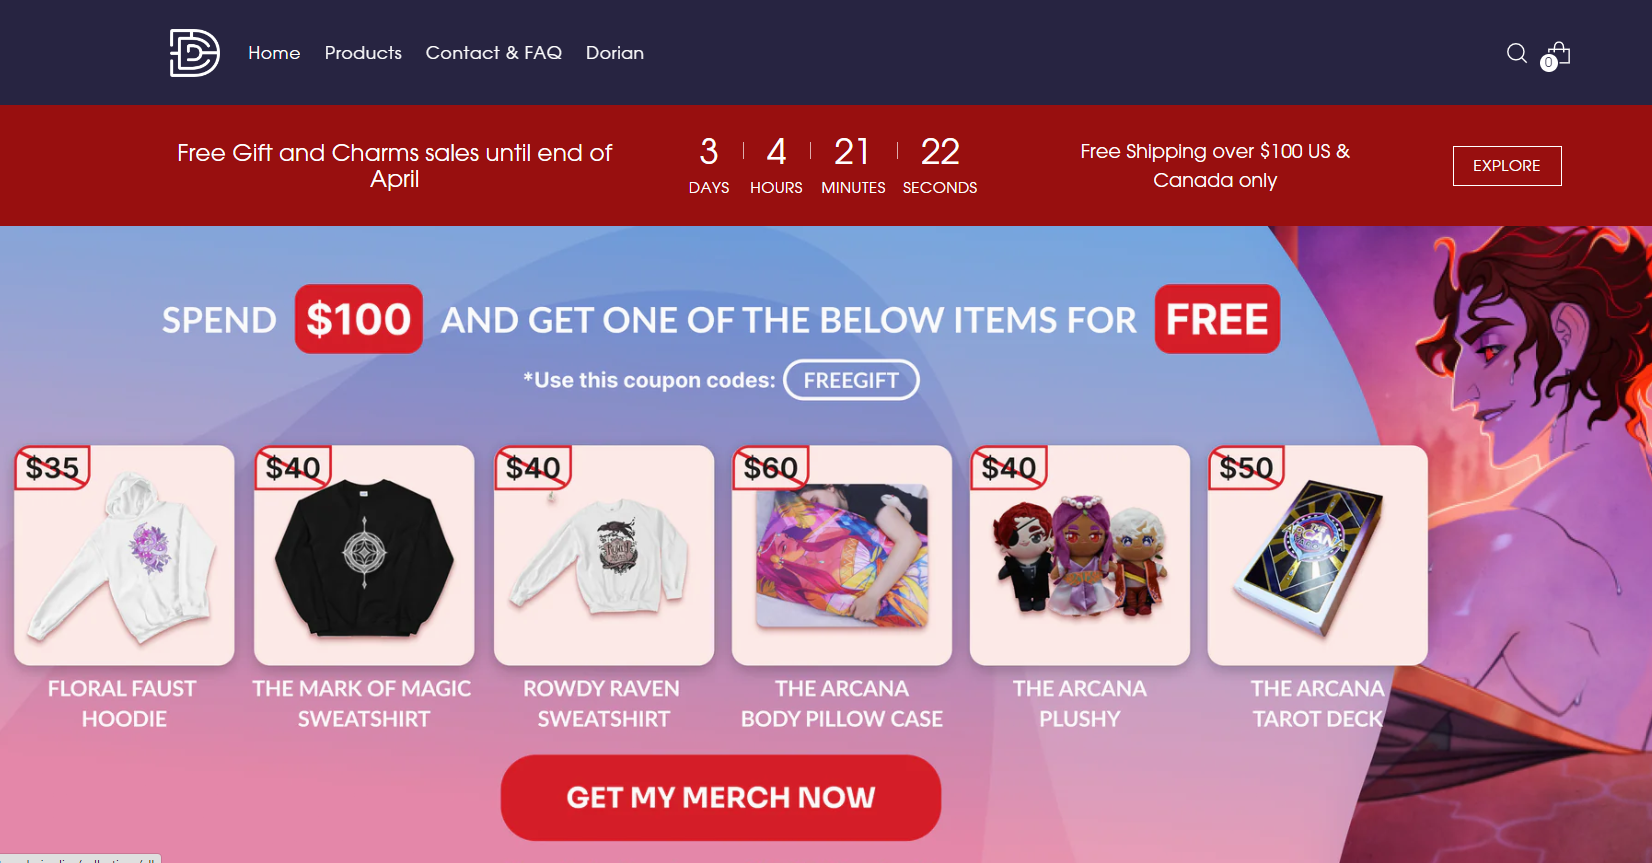 Home Products Contact & FAQ Dorian
0
Free Gift and Charms sales until end of
April
3 4 21 22
DAYS HOURS MINUTES SECONDS
Free Shipping over $100 US &
Canada only
EXPLORE
SPEND $100 AND GET ONE OF THE BELOW ITEMS FOR FREE
*Use this coupon codes: FREEGIFT
$35
FLORAL FAUST
HOODIE
$40
THE MARK OF MAGIC
SWEATSHIRT
$40
ROWDY RAVEN
SWEATSHIRT
$60
THE ARCANA
BODY PILLOW CASE
$40
THE ARCANA
PLUSHY
$50
THE
ARCANA
THE ARCANA
TAROT DECK
GET MY MERCH NOW